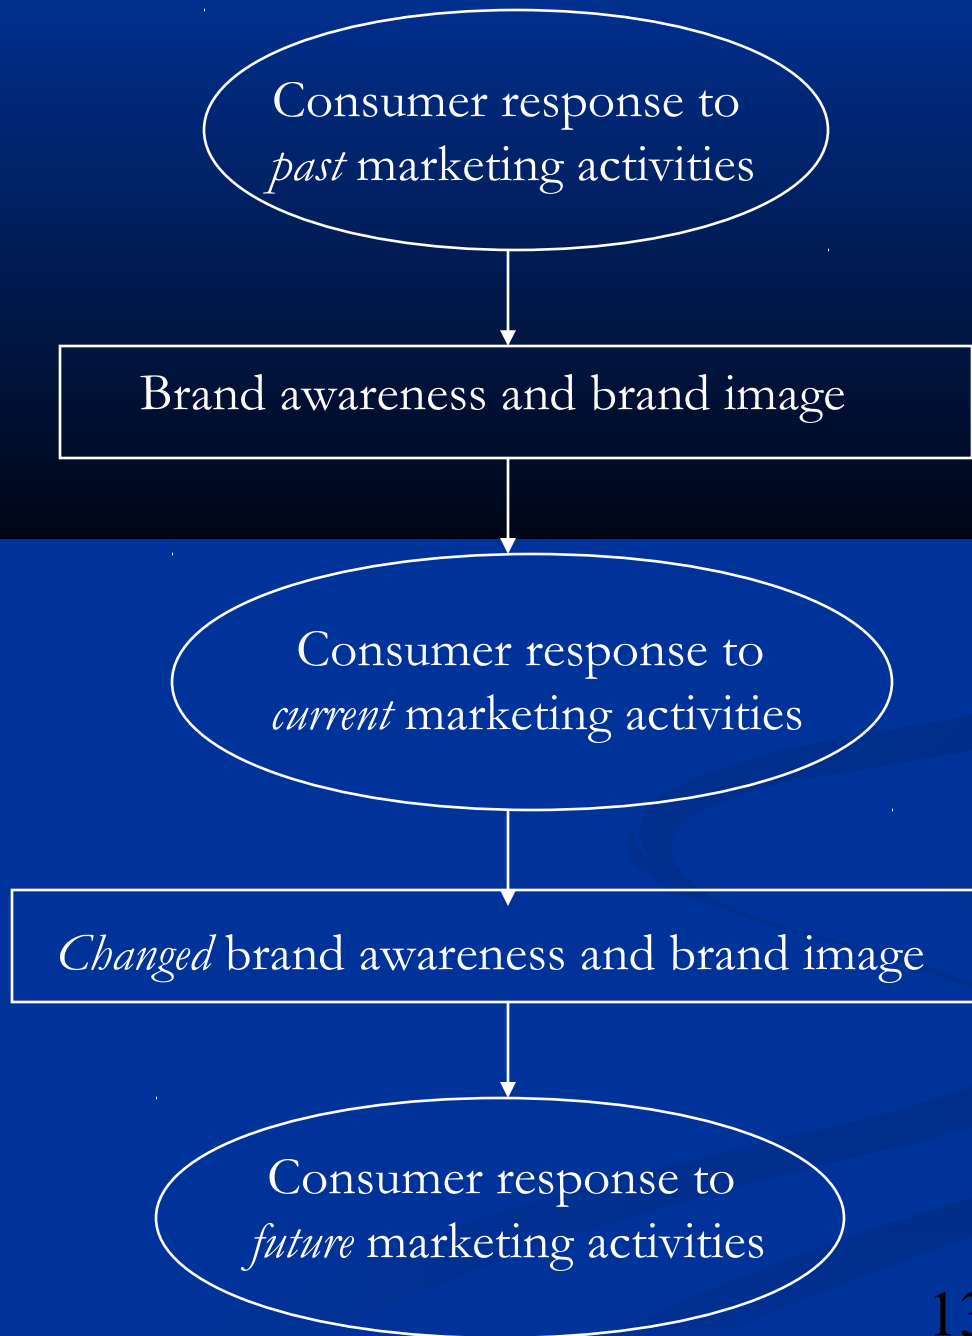 Consumer response to
past marketing activities
Brand awareness and brand image
Consumer response to
current marketing activities
Changed brand awareness and brand image
Consumer response to
future marketing activities
13